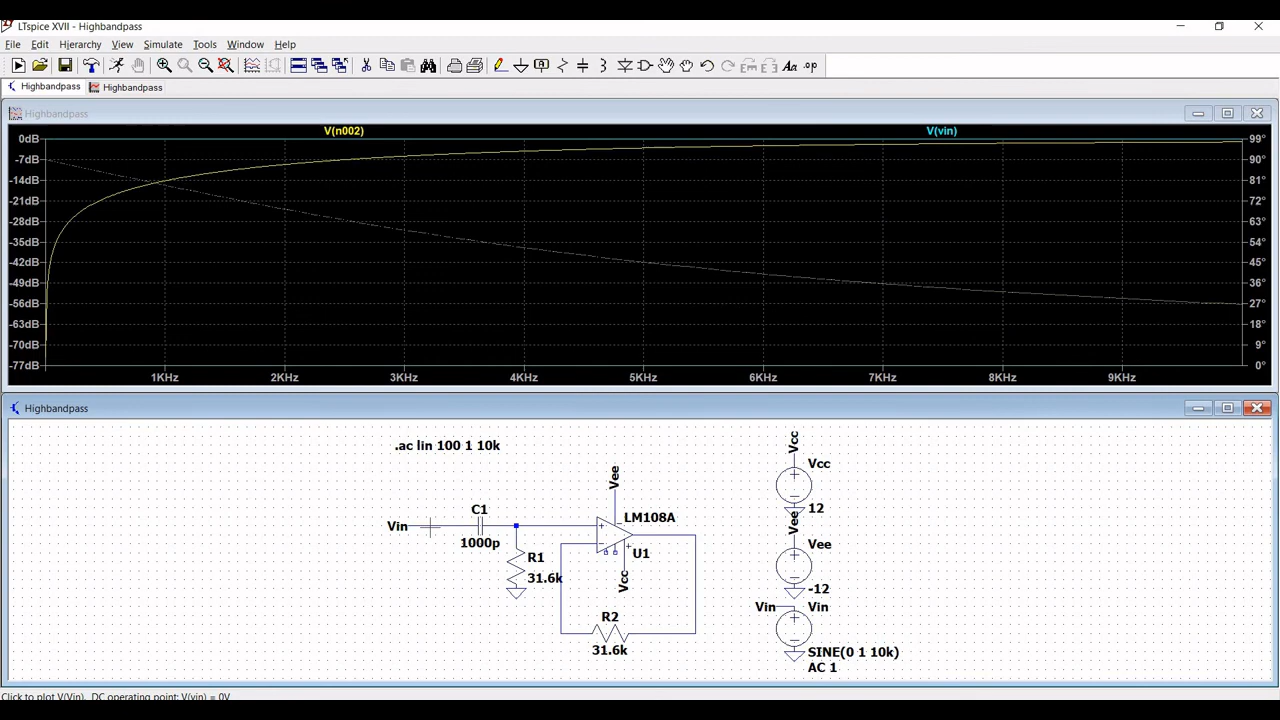 LTspice XVII - Highbandpass
File Edit Hierarchy View Simulate Tools Window Help
Aa .op
Highbandpass Highbandpass
Highbandpass
V(n002) V(vin)
0dB 99°
-7dB 90°
-14dB 81°
-21dB 72°
-28dB 63°
-35dB 54°
-42dB 45°
-49dB 36°
-56dB 27°
-63dB 18°
-70dB 9°
-77dB 0°
1KHz 2KHz 3KHz 4KHz 5KHz 6KHz 7KHz 8KHz 9KHz
Highbandpass
.ac lin 100 1 10k
Vcc
Vcc
12
Vee
LM108A
U1
Vcc
Vin
C1
1000p
R1
31.6k
R2
31.6k
Vee
Vee
-12
Vin Vin
SINE(0 1 10k)
AC 1
Click to plot V(Vin). DC operating point: V(vin) = 0V